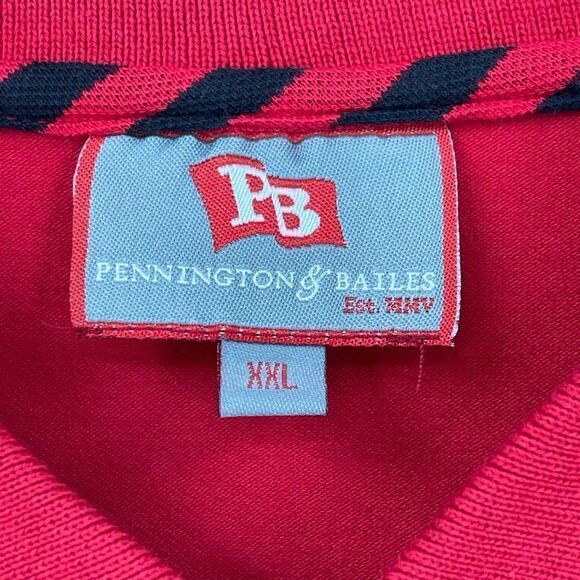 PB
PENNINGTON & BAILES
Est. MMV
XXL